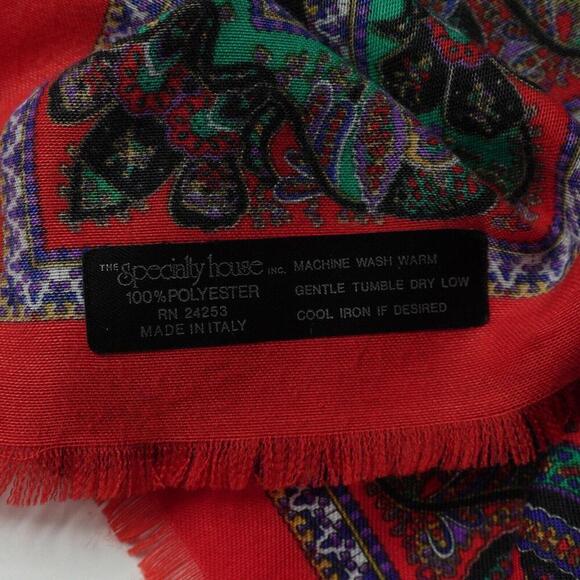 THE Specialty house INC.
100% POLYESTER
RN 24253
MADE IN ITALY
MACHINE WASH WARM
GENTLE TUMBLE DRY LOW
COOL IRON IF DESIRED